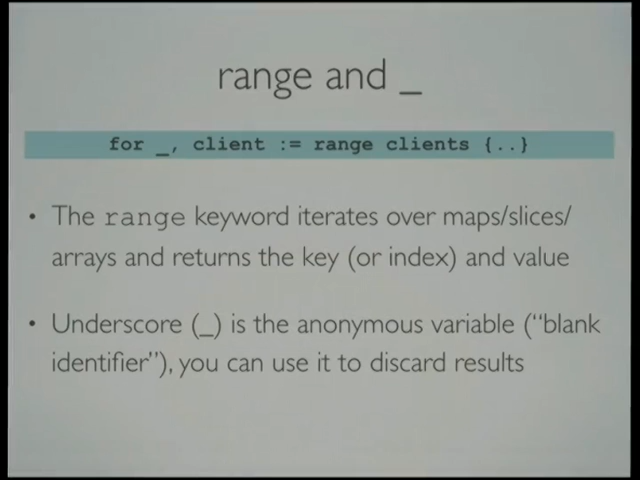 range and _
for _, client := range clients {..}
• The range keyword iterates over maps/slices/
arrays and returns the key (or index) and value
• Underscore (_) is the anonymous variable (“blank
identifier”), you can use it to discard results